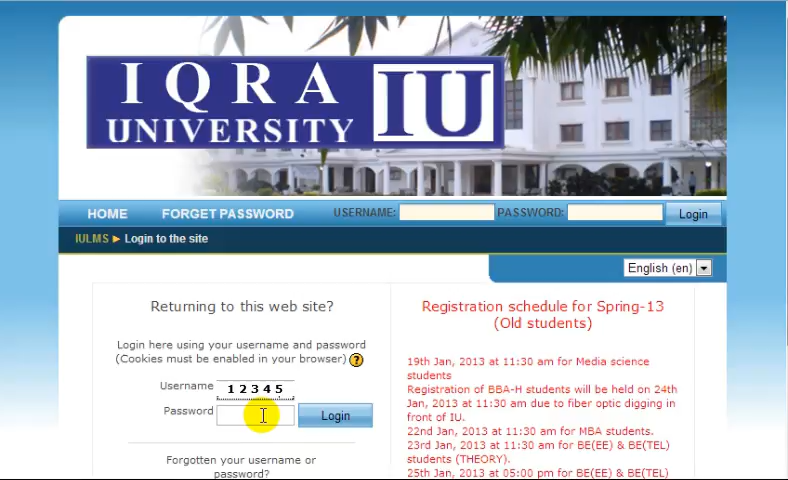 IQRA
UNIVERSITY
IU
HOME
FORGET PASSWORD
USERNAME:
PASSWORD:
Login
IULMS ► Login to the site
English (en)
Returning to this web site?
Login here using your username and password
(Cookies must be enabled in your browser) ?
Username
1 2 3 4 5
Password
Login
Forgotten your username or
password?
Registration schedule for Spring-13
(Old students)
19th Jan, 2013 at 11:30 am for Media science
students
Registration of BBA-H students will be held on 24th
Jan, 2013 at 11:30 am due to fiber optic digging in
front of IU.
22nd Jan, 2013 at 11:30 am for MBA students.
23rd Jan, 2013 at 11:30 am for BE(EE) & BE(TEL)
students (THEORY).
25th Jan, 2013 at 05:00 pm for BE(EE) & BE(TEL)